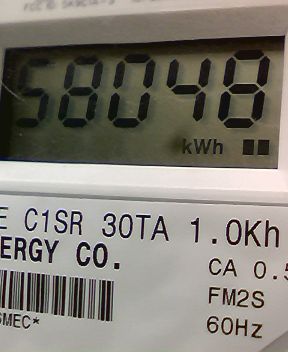 58048
kWh
E C1SR 30TA 1.0Kh
ERGY CO.
CA 0.5
FM2S
60Hz
SMEC*